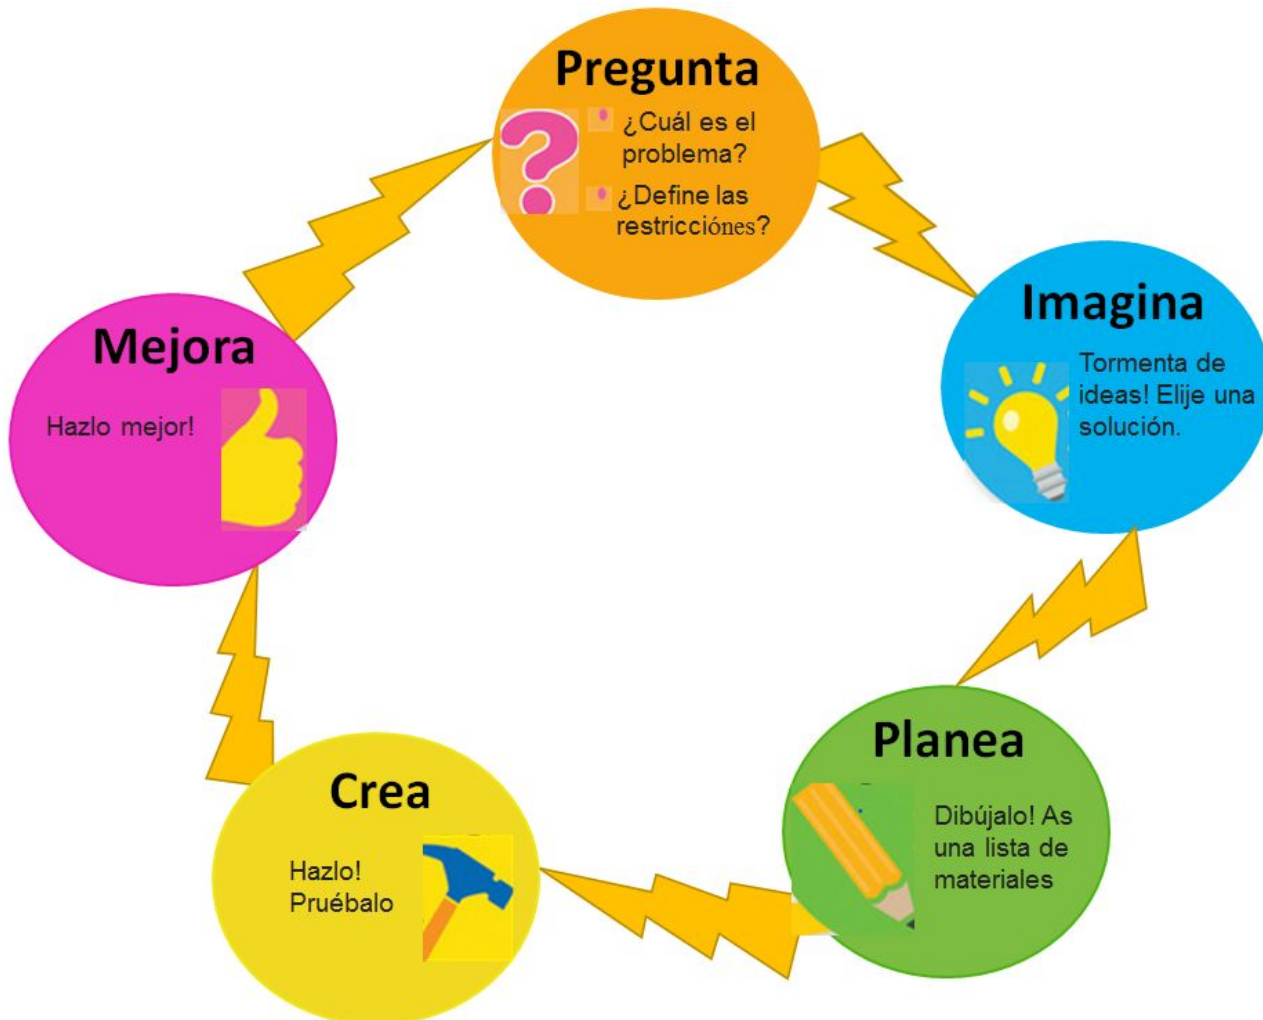 Pregunta
¿Cuál es el
problema?
¿Define las
restricciónes?
Imagina
Tormenta de
ideas! Elije una
solución.
Planea
Dibújalo! As
una lista de
materiales
Crea
Hazlo!
Pruébalo
Mejora
Hazlo mejor!